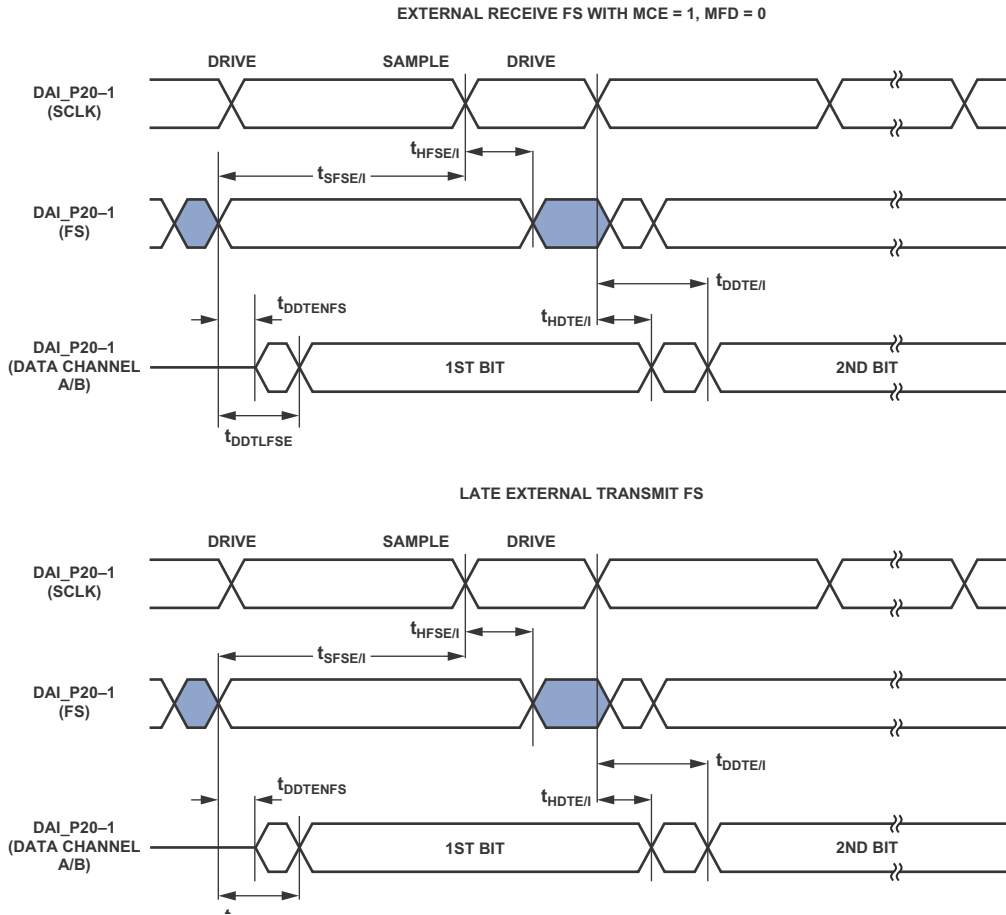 EXTERNAL RECEIVE FS WITH MCE = 1, MFD = 0
DRIVE SAMPLE DRIVE
DAI_P20–1
(SCLK)
tHFSE/I
tSFSE/I
DAI_P20–1
(FS)
tDDTE/I
tDDTENFS
tHDTE/I
DAI_P20–1
(DATA CHANNEL
A/B)
1ST BIT 2ND BIT
tDDTLFSE
LATE EXTERNAL TRANSMIT FS
DRIVE SAMPLE DRIVE
DAI_P20–1
(SCLK)
tHFSE/I
tSFSE/I
DAI_P20–1
(FS)
tDDTE/I
tDDTENFS
tHDTE/I
DAI_P20–1
(DATA CHANNEL
A/B)
1ST BIT 2ND BIT